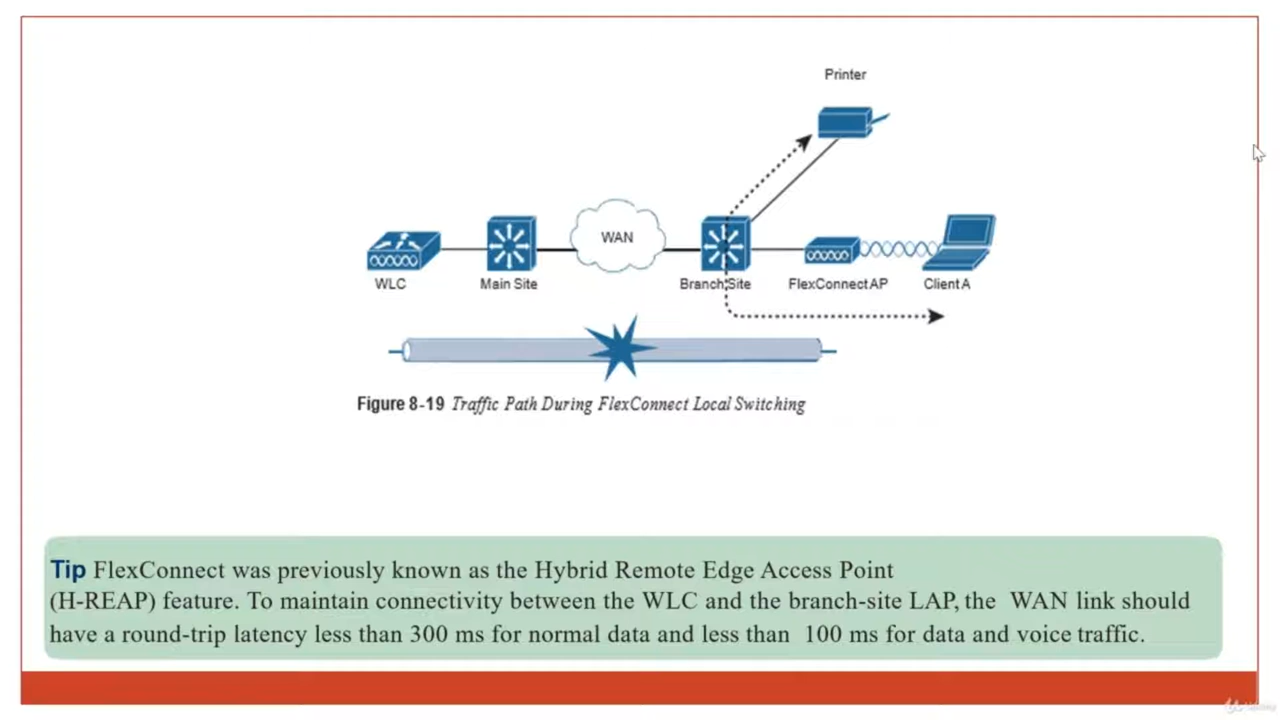 Printer
WAN
WLC
Main Site
Branch Site
FlexConnect AP
Client A
Figure 8-19 Traffic Path During FlexConnect Local Switching
Tip FlexConnect was previously known as the Hybrid Remote Edge Access Point
(H-REAP) feature. To maintain connectivity between the WLC and the branch-site LAP, the WAN link should
have a round-trip latency less than 300 ms for normal data and less than 100 ms for data and voice traffic.